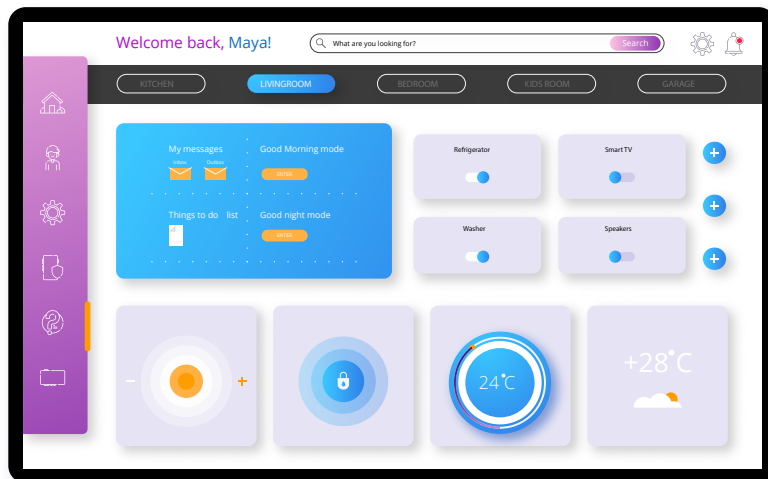 Welcome back, Maya!
What are you looking for?
Search
KITCHEN
LIVINGROOM
BEDROOM
KIDS ROOM
GARAGE
My messages
Good Morning mode
Inbox
Outbox
ENTER
Things to do list
Good night mode
ENTER
Refrigerator
Smart TV
Washer
Speakers
24°C
+28°C